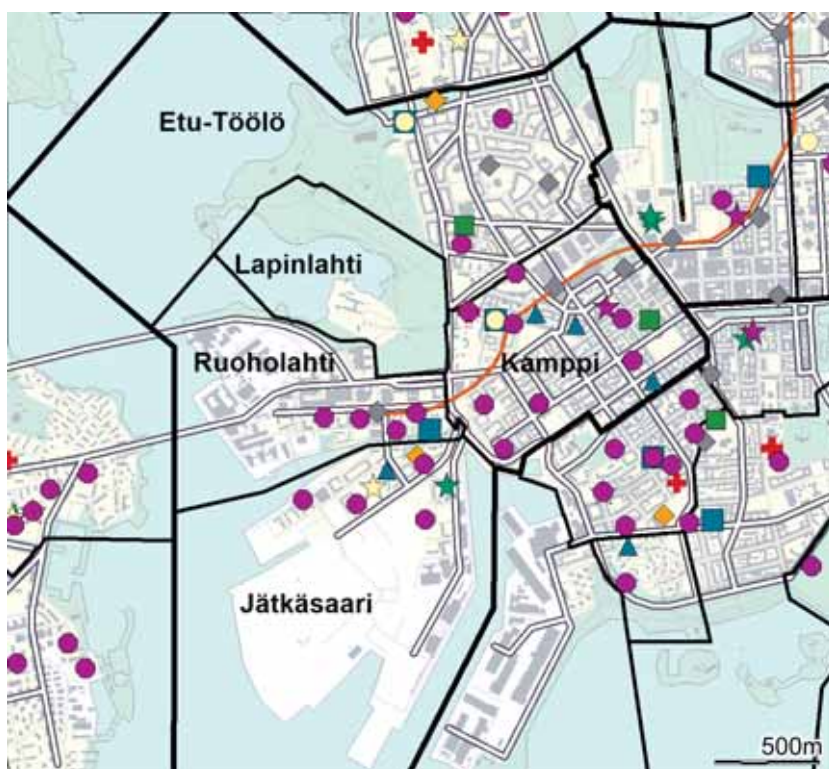 Etu-Töölö
Lapinlahti
Ruoholahti
Kamppi
Jätkäsaari
500m